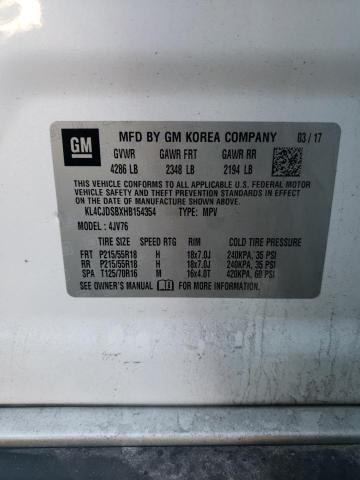 GM
MFD BY GM KOREA COMPANY 03/17
GVWR GAWR FRT GAWR RR
4286 LB 2348 LB 2194 LB
THIS VEHICLE CONFORMS TO ALL APPLICABLE U.S. FEDERAL MOTOR
VEHICLE SAFETY AND THEFT PREVENTION STANDARDS IN EFFECT
ON THE DATE OF MANUFACTURE SHOWN ABOVE.
KL4CJDSBXHB154354 TYPE: MPV
MODEL: 4JV76
TIRE SIZE RIM COLD TIRE PRESSURE
FRT P215/55R18 H 18x7.0J 240KPA, 35 PSI
RR P215/55R18 H 18x7.0J 240KPA, 35 PSI
SPA T125/70R16 M 16x4.0T 420KPA, 60 PSI
SEE OWNER'S MANUAL FOR MORE INFORMATION